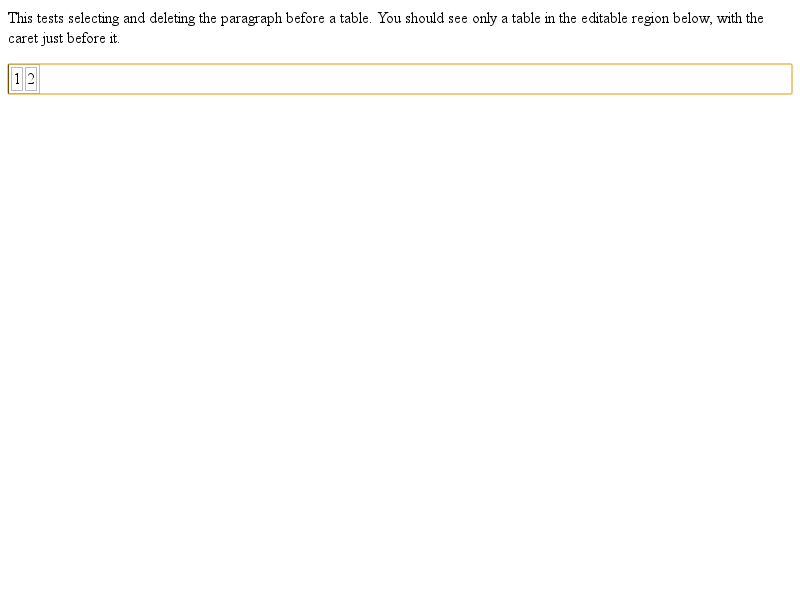 This tests selecting and deleting the paragraph before a table. You should see only a table in the editable region below, with the
caret just before it.
1 2